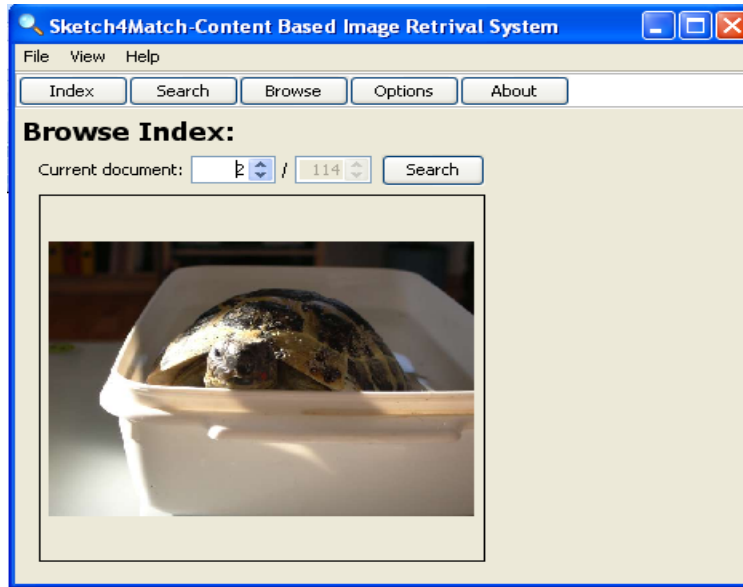 Sketch4Match-Content Based Image Retrival System
File View Help
Index Search Browse Options About
Browse Index:
Current document: 2 / 114 Search